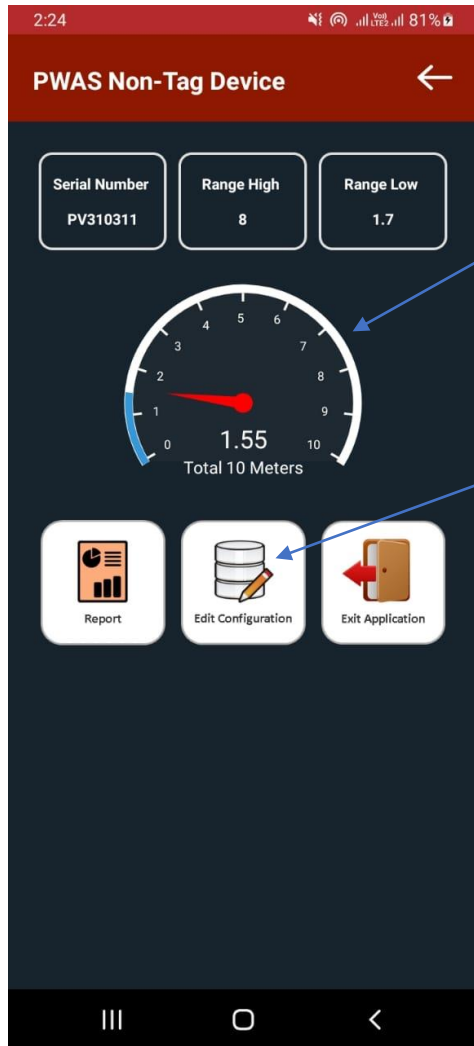 2:24 Vo)) LTE2 81%
PWAS Non-Tag Device
Serial Number Range High Range Low
PV310311 8 1.7
4 5 6
3 7
2 8
1 9
0 1.55 10
Total 10 Meters
Report Edit Configuration Exit Application